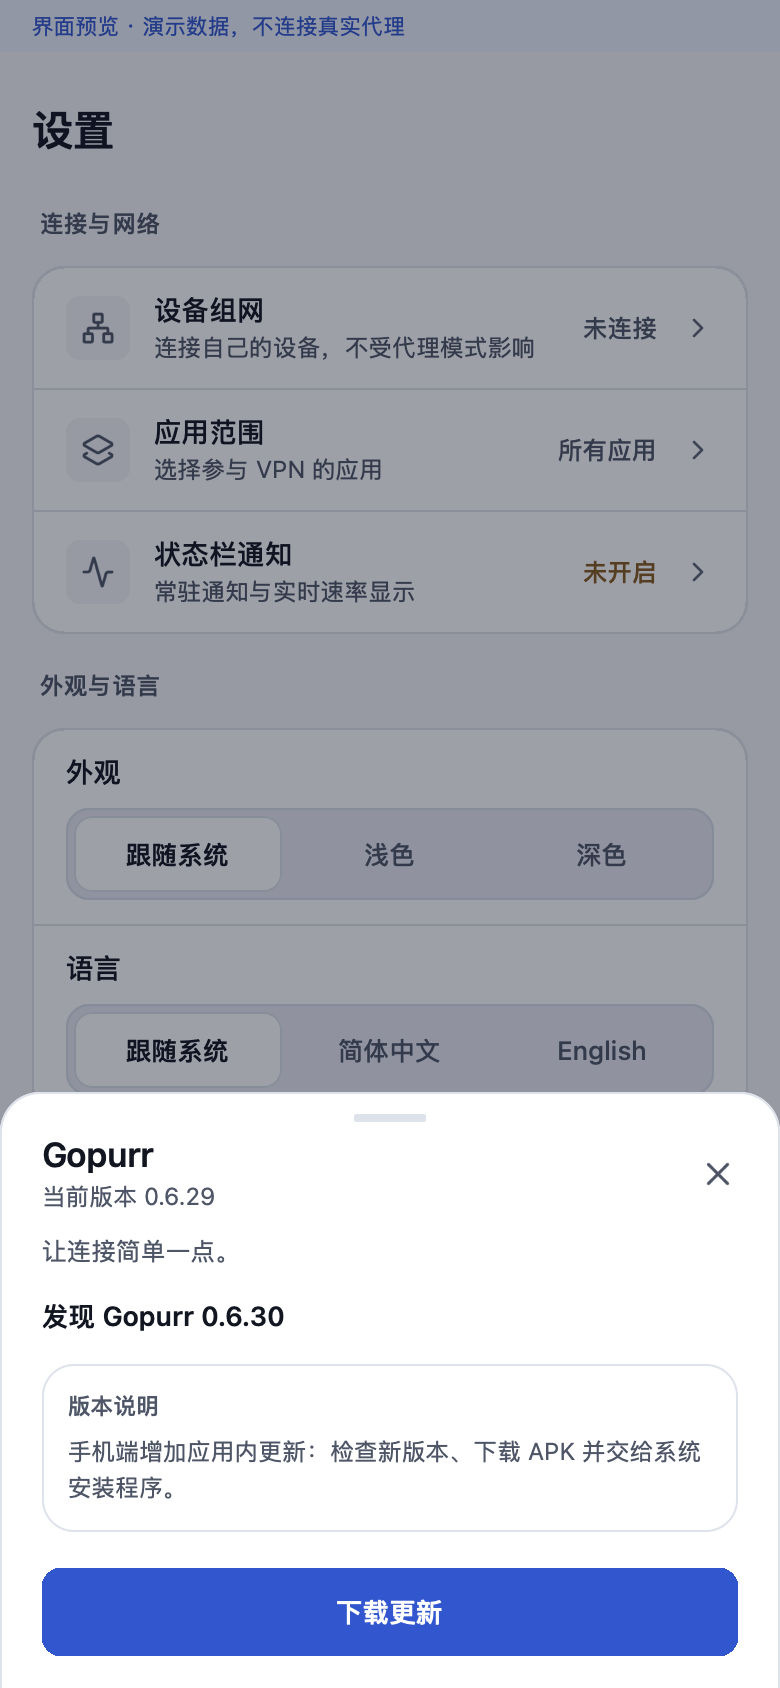 界面预览 · 演示数据，不连接真实代理
设置
连接与网络
设备组网
连接自己的设备，不受代理模式影响
未连接
应用范围
选择参与 VPN 的应用
所有应用
状态栏通知
常驻通知与实时速率显示
未开启
外观与语言
外观
跟随系统
浅色
深色
语言
跟随系统
简体中文
English
Gopurr
当前版本 0.6.29
让连接简单一点。
发现 Gopurr 0.6.30
版本说明
手机端增加应用内更新：检查新版本、下载 APK 并交给系统
安装程序。
下载更新